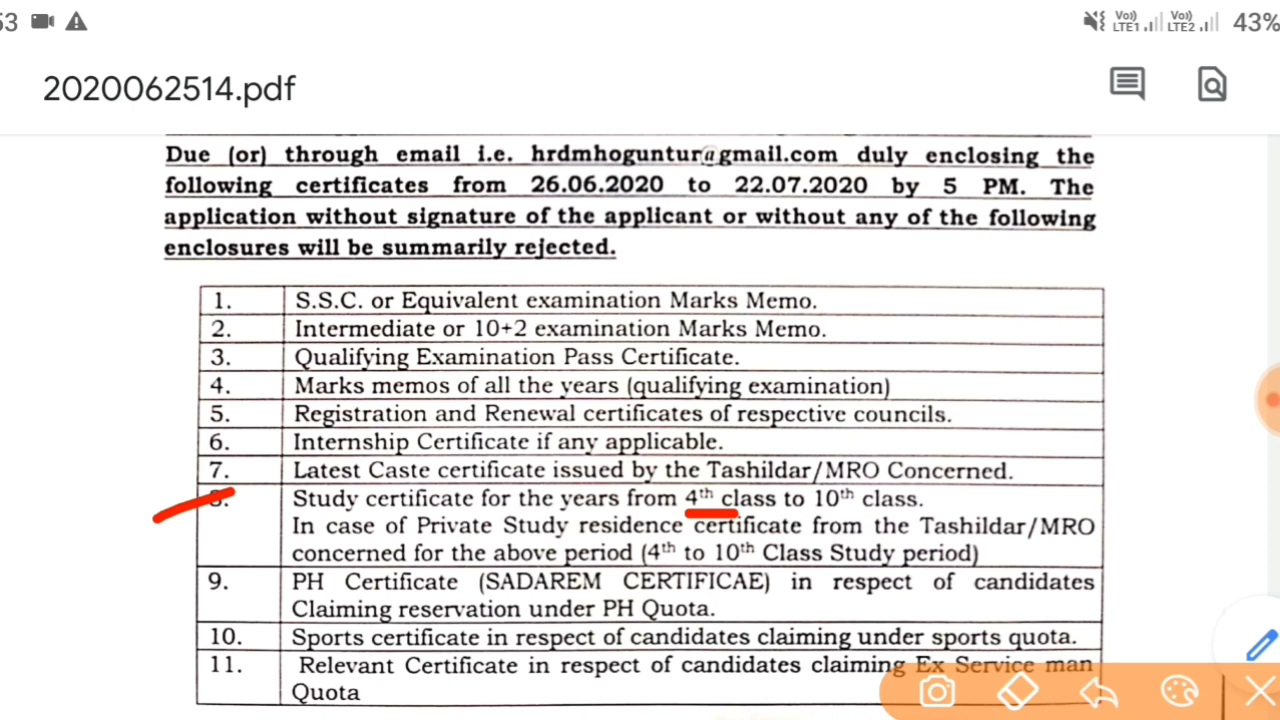 53
Vo))
LTE1
Vo))
LTE2
43%
2020062514.pdf
Due (or) through email i.e. hrdmhoguntur@gmail.com duly enclosing the
following certificates from 26.06.2020 to 22.07.2020 by 5 PM. The
application without signature of the applicant or without any of the following
enclosures will be summarily rejected.
1. S.S.C. or Equivalent examination Marks Memo.
2. Intermediate or 10+2 examination Marks Memo.
3. Qualifying Examination Pass Certificate.
4. Marks memos of all the years (qualifying examination)
5. Registration and Renewal certificates of respective councils.
6. Internship Certificate if any applicable.
7. Latest Caste certificate issued by the Tashildar/MRO Concerned.
8. Study certificate for the years from 4th class to 10th class.
In case of Private Study residence certificate from the Tashildar/MRO
concerned for the above period (4th to 10th Class Study period)
9. PH Certificate (SADAREM CERTIFICAE) in respect of candidates
Claiming reservation under PH Quota.
10. Sports certificate in respect of candidates claiming under sports quota.
11. Relevant Certificate in respect of candidates claiming Ex Service man
Quota